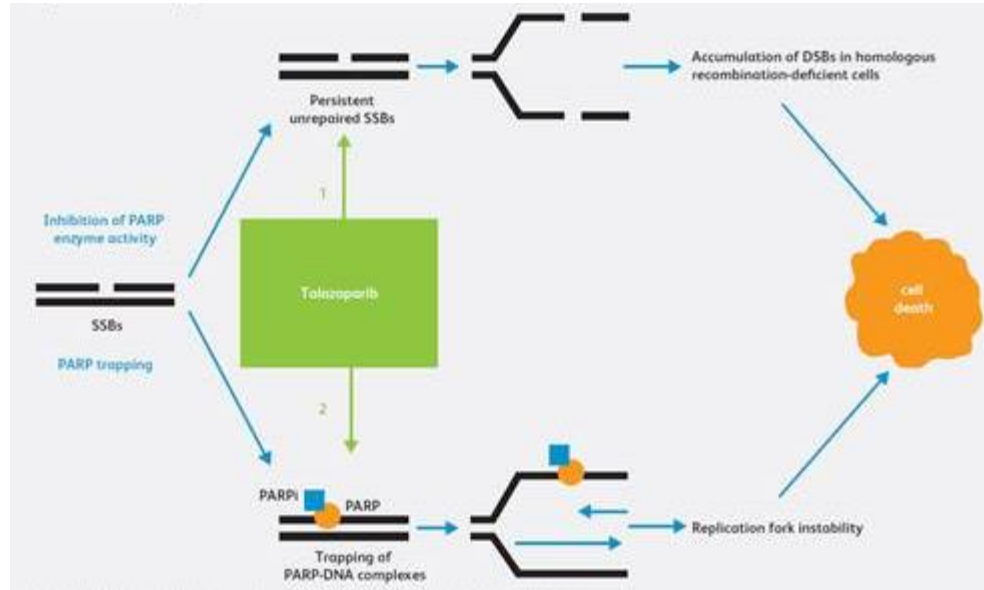 Persistent
unrepaired SSBs
Accumulation of DSBs in homologous
recombination-deficient cells
1
Inhibition of PARP
enzyme activity
Talazoparib
cell
death
SSBs
PARP trapping
2
PARPi
PARP
Trapping of
PARP-DNA complexes
Replication fork instability